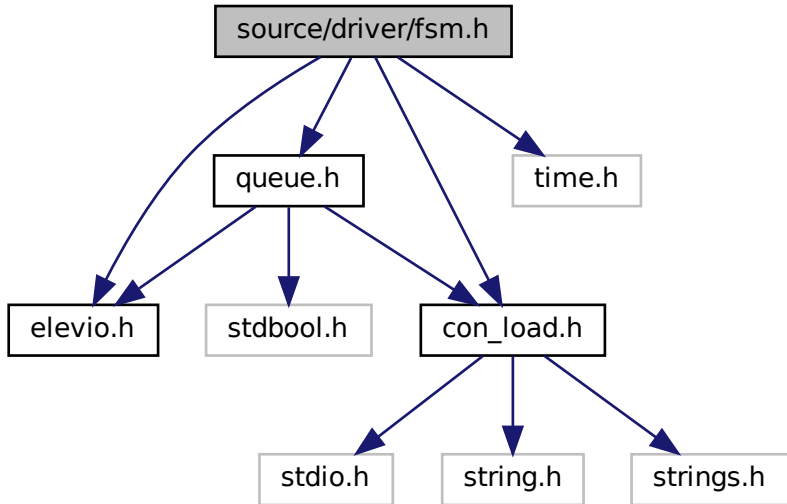 source/driver/fsm.h
queue.h
time.h
elevio.h
stdbool.h
con_load.h
stdio.h
string.h
strings.h